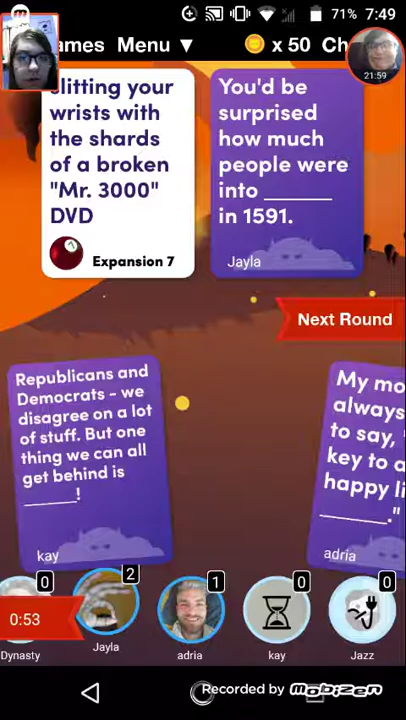 71% 7:49
ames Menu ▼ x 50 Ch
21:59
litting your
wrists with
the shards
of a broken
"Mr. 3000"
DVD
Expansion 7
You'd be
surprised
how much
people were
into ______
in 1591.
Jayla
Next Round
Republicans and
Democrats - we
disagree on a lot
of stuff. But one
thing we can all
get behind is
______!
kay
My mo
always
to say, "
key to a
happy li
______."
adria
0
2
1
0
0
0:53
Dynasty
Jayla
adria
kay
Jazz
Recorded by mobizen